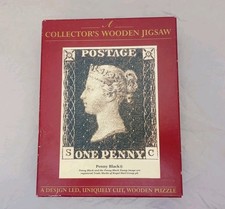 A
COLLECTOR'S WOODEN JIGSAW
POSTAGE
S ONE PENNY C
Penny Black
A DESIGN LED, UNIQUELY CUT, WOODEN PUZZLE